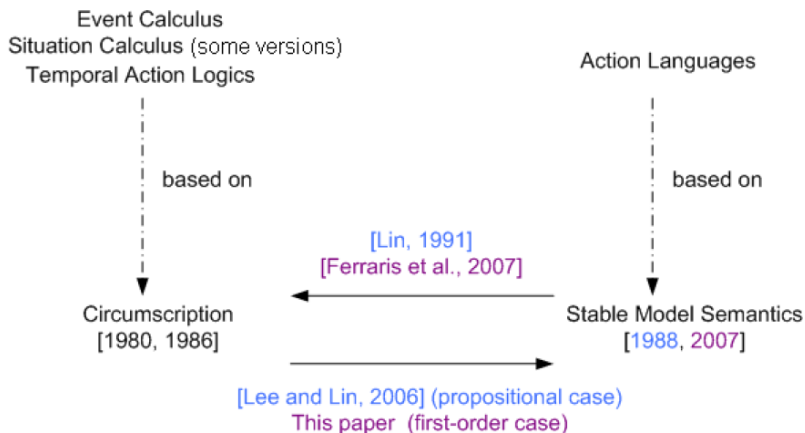 Event Calculus
Situation Calculus (some versions)
Temporal Action Logics
Action Languages
based on
based on
[Lin, 1991]
[Ferraris et al., 2007]
Circumscription
[1980, 1986]
Stable Model Semantics
[1988, 2007]
[Lee and Lin, 2006] (propositional case)
This paper (first-order case)